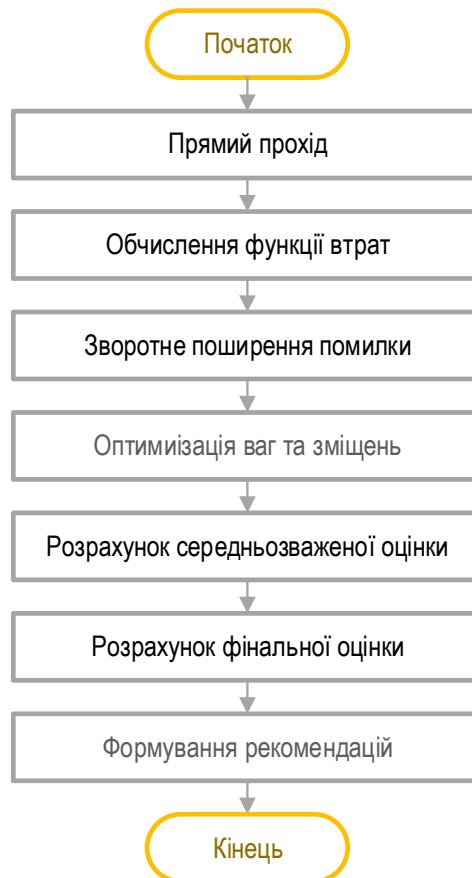 Початок
Прямий прохід
Обчислення функції втрат
Зворотне поширення помилки
Оптимиізація ваг та зміщень
Розрахунок середньозваженої оцінки
Розрахунок фінальної оцінки
Формування рекомендацій
Кінець